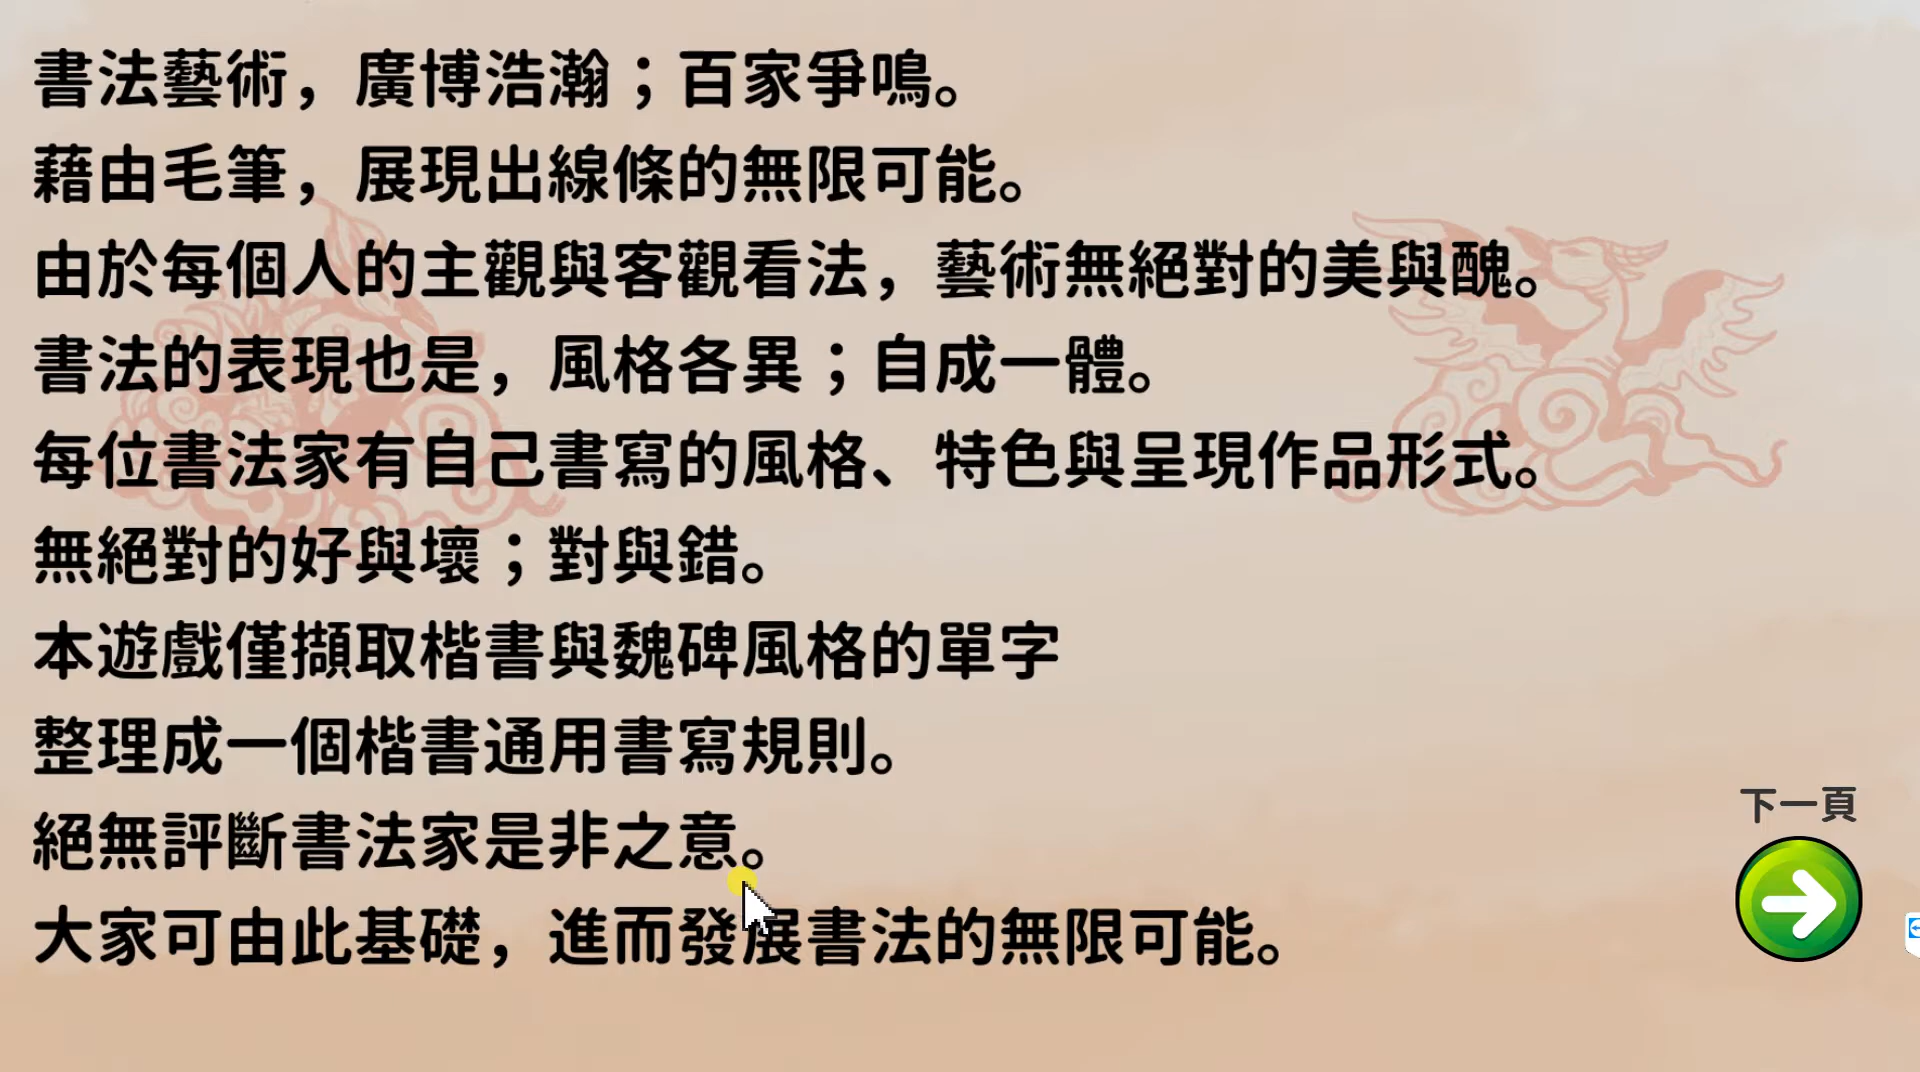 書法藝術，廣博浩瀚；百家爭鳴。
藉由毛筆，展現出線條的無限可能。
由於每個人的主觀與客觀看法，藝術無絕對的美與醜。
書法的表現也是，風格各異；自成一體。
每位書法家有自己書寫的風格、特色與呈現作品形式。
無絕對的好與壞；對與錯。
本遊戲僅擷取楷書與魏碑風格的單字
整理成一個楷書通用書寫規則。
絕無評斷書法家是非之意。
大家可由此基礎，進而發展書法的無限可能。
下一頁